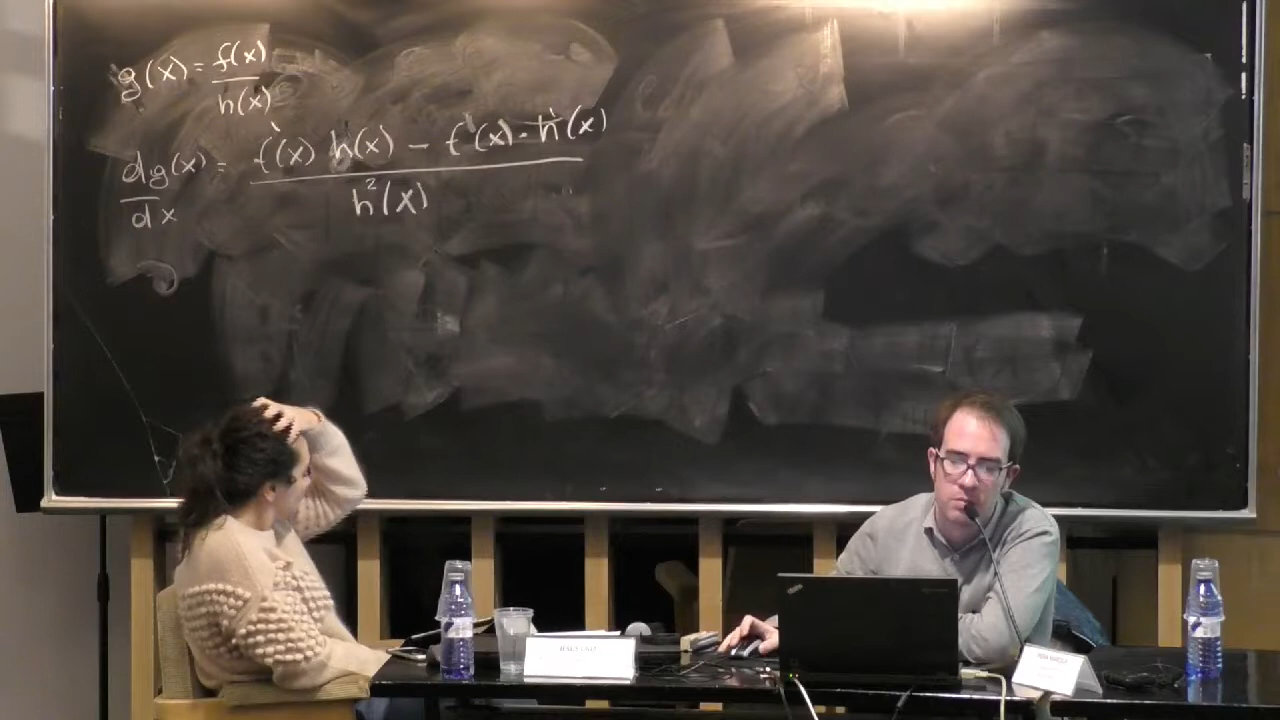 g(x) = f(x)
h(x)
dg(x) = f'(x) h(x) - f'(x) · h'(x)
dx h²(x)